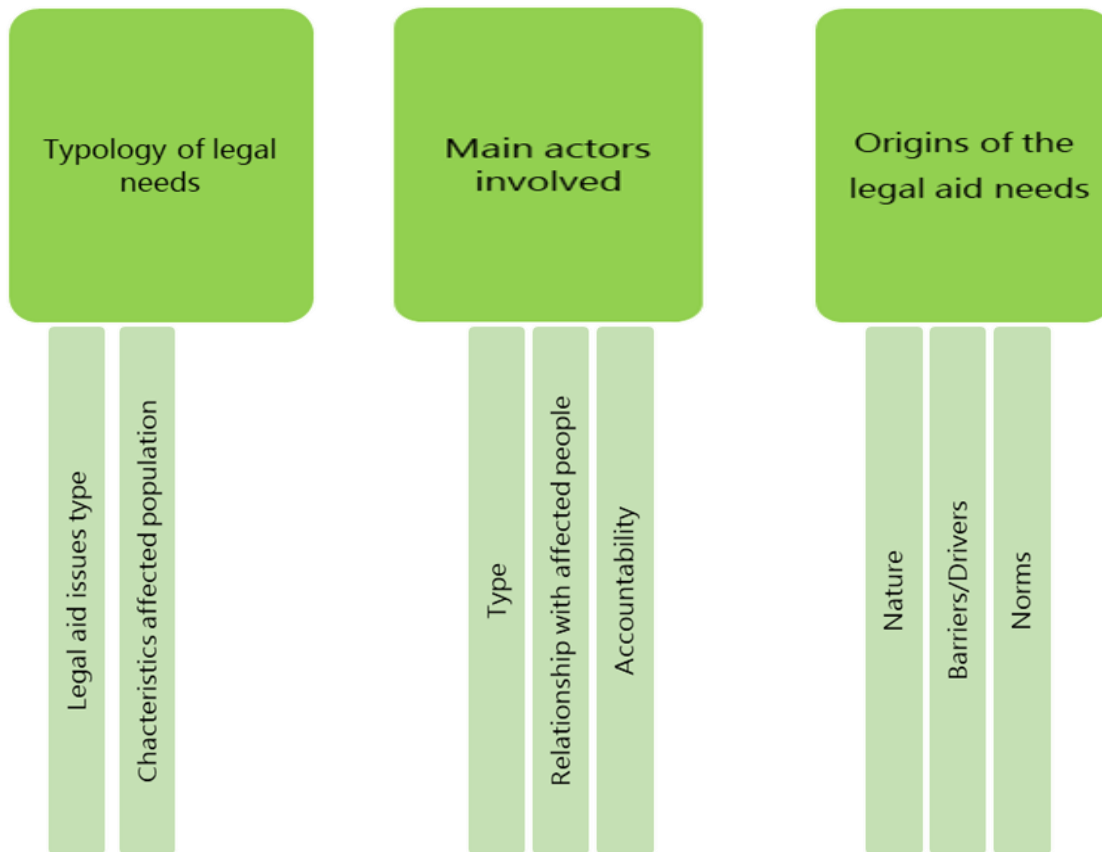 Typology of legal
needs
Main actors
involved
Origins of the
legal aid needs
Legal aid issues type
Chacteristics affected population
Type
Relationship with affected people
Accountability
Nature
Barriers/Drivers
Norms